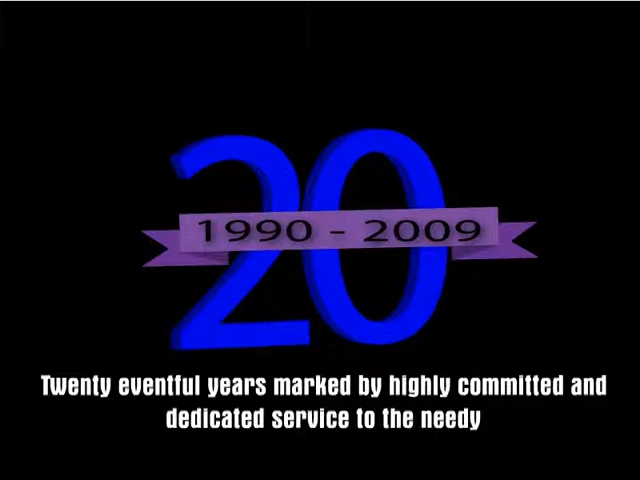 20
1990 - 2009
Twenty eventful years marked by highly committed and
dedicated service to the needy